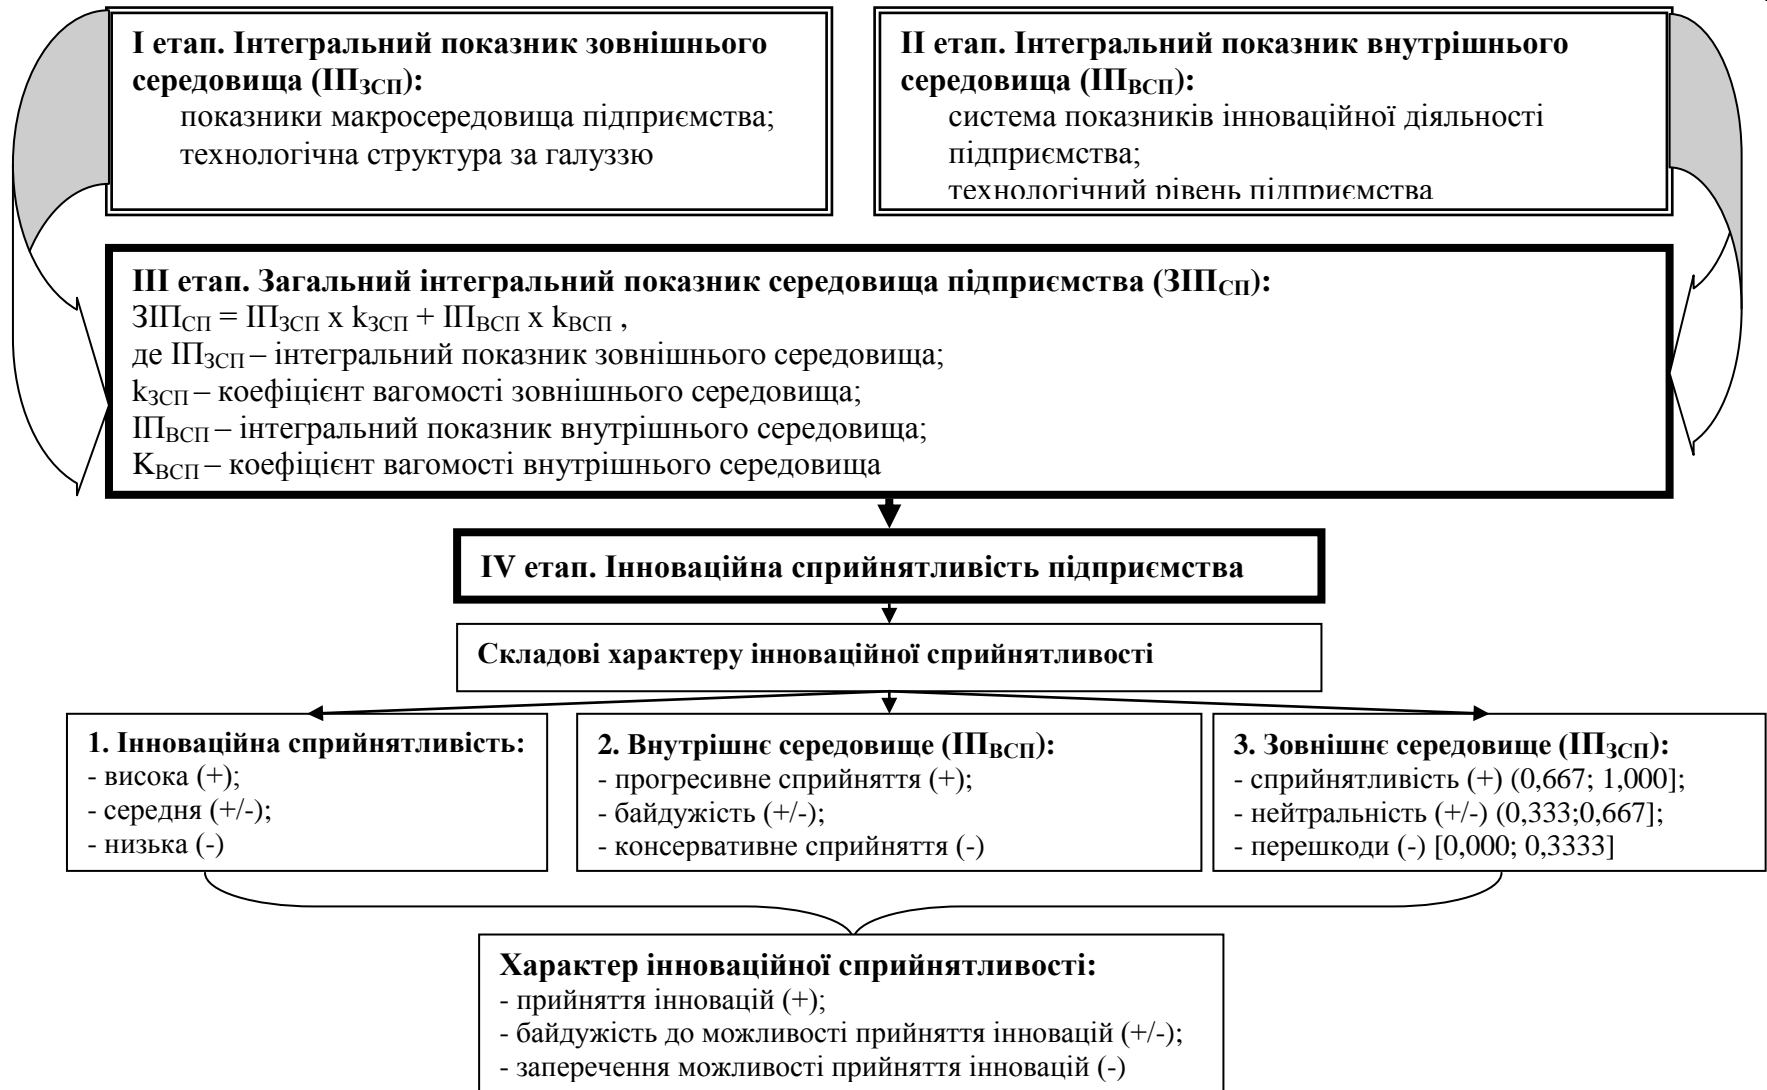 І етап. Інтегральний показник зовнішнього
середовища (ІПЗСП):
показники макросередовища підприємства;
технологічна структура за галуззю
ІІ етап. Інтегральний показник внутрішнього
середовища (ІПВСП):
система показників інноваційної діяльності
підприємства;
технологічний рівень підприємства
ІІІ етап. Загальний інтегральний показник середовища підприємства (ЗІПСП):
ЗІПСП = ІПЗСП х kЗСП + ІПВСП х kВСП ,
де ІПЗСП – інтегральний показник зовнішнього середовища;
kЗСП – коефіцієнт вагомості зовнішнього середовища;
ІПВСП – інтегральний показник внутрішнього середовища;
KВСП – коефіцієнт вагомості внутрішнього середовища
IV етап. Інноваційна сприйнятливість підприємства
Складові характеру інноваційної сприйнятливості
1. Інноваційна сприйнятливість:
- висока (+);
- середня (+/-);
- низька (-)
2. Внутрішнє середовище (ІПВСП):
- прогресивне сприйняття (+);
- байдужість (+/-);
- консервативне сприйняття (-)
3. Зовнішнє середовище (ІПЗСП):
- сприйнятливість (+) (0,667; 1,000];
- нейтральність (+/-) (0,333;0,667];
- перешкоди (-) [0,000; 0,3333]
Характер інноваційної сприйнятливості:
- прийняття інновацій (+);
- байдужість до можливості прийняття інновацій (+/-);
- заперечення можливості прийняття інновацій (-)